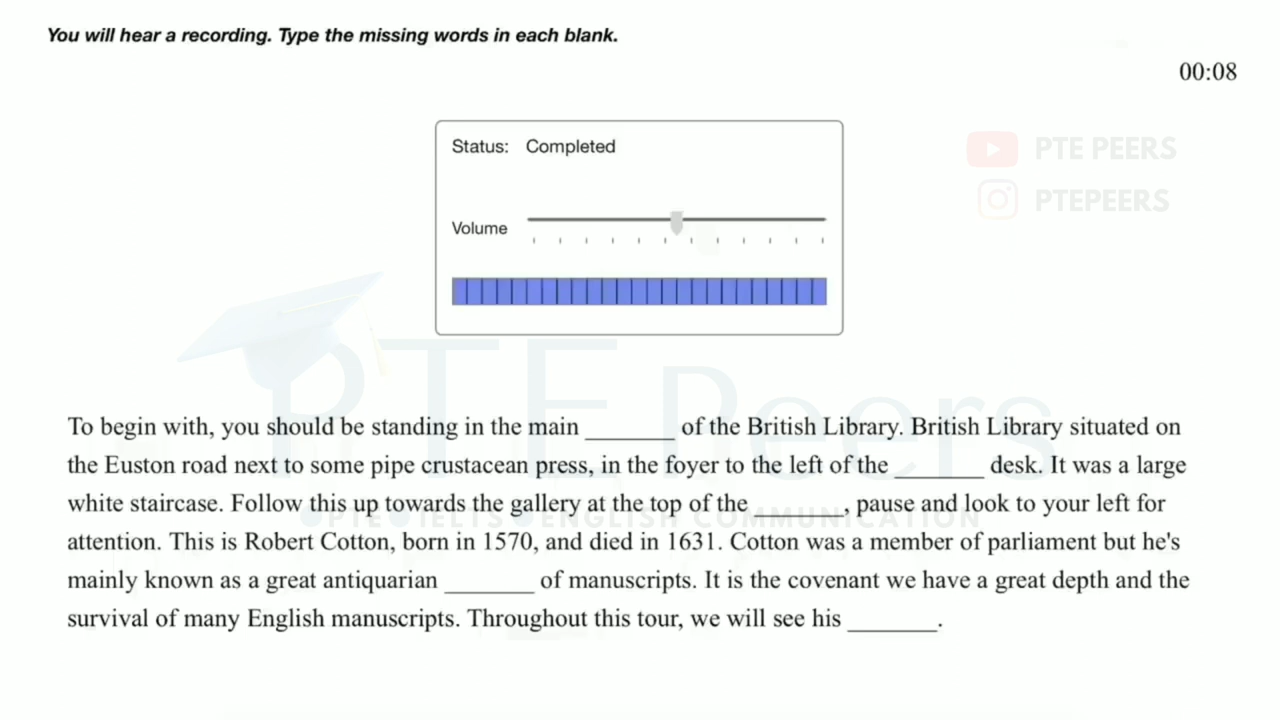 You will hear a recording. Type the missing words in each blank.
00:08
Status: Completed
PTE PEERS
PTEPEERS
Volume
PTE Peers
To begin with, you should be standing in the main _______ of the British Library. British Library situated on
the Euston road next to some pipe crustacean press, in the foyer to the left of the _______ desk. It was a large
white staircase. Follow this up towards the gallery at the top of the _______, pause and look to your left for
PTE IELTS ENGLISH COMMUNICATION
attention. This is Robert Cotton, born in 1570, and died in 1631. Cotton was a member of parliament but he's
mainly known as a great antiquarian _______ of manuscripts. It is the covenant we have a great depth and the
survival of many English manuscripts. Throughout this tour, we will see his _______.